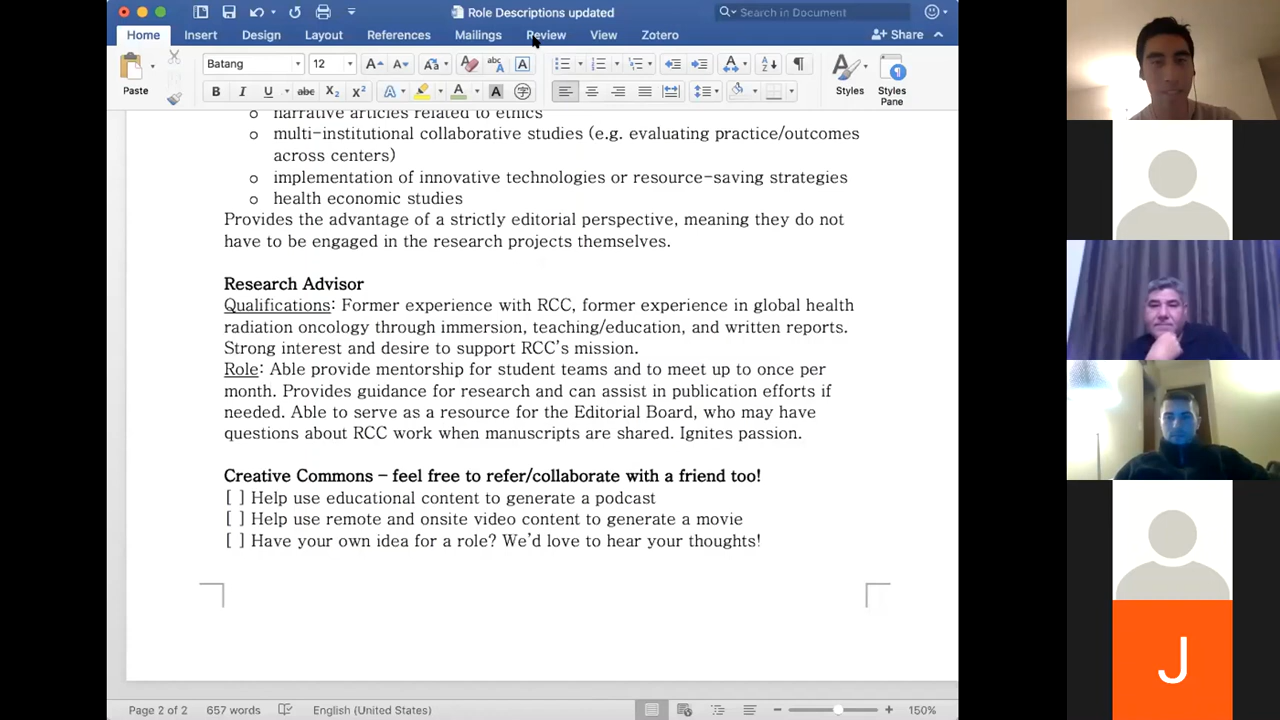 Role Descriptions updated
Search in Document
Home Insert Design Layout References Mailings Review View Zotero Share
Paste
Batang 12
Styles
Styles Pane
narrative articles related to ethics
o multi-institutional collaborative studies (e.g. evaluating practice/outcomes
across centers)
o implementation of innovative technologies or resource-saving strategies
o health economic studies
Provides the advantage of a strictly editorial perspective, meaning they do not
have to be engaged in the research projects themselves.
Research Advisor
Qualifications: Former experience with RCC, former experience in global health
radiation oncology through immersion, teaching/education, and written reports.
Strong interest and desire to support RCC's mission.
Role: Able provide mentorship for student teams and to meet up to once per
month. Provides guidance for research and can assist in publication efforts if
needed. Able to serve as a resource for the Editorial Board, who may have
questions about RCC work when manuscripts are shared. Ignites passion.
Creative Commons – feel free to refer/collaborate with a friend too!
[ ] Help use educational content to generate a podcast
[ ] Help use remote and onsite video content to generate a movie
[ ] Have your own idea for a role? We'd love to hear your thoughts!
Page 2 of 2 657 words English (United States) 150%
J